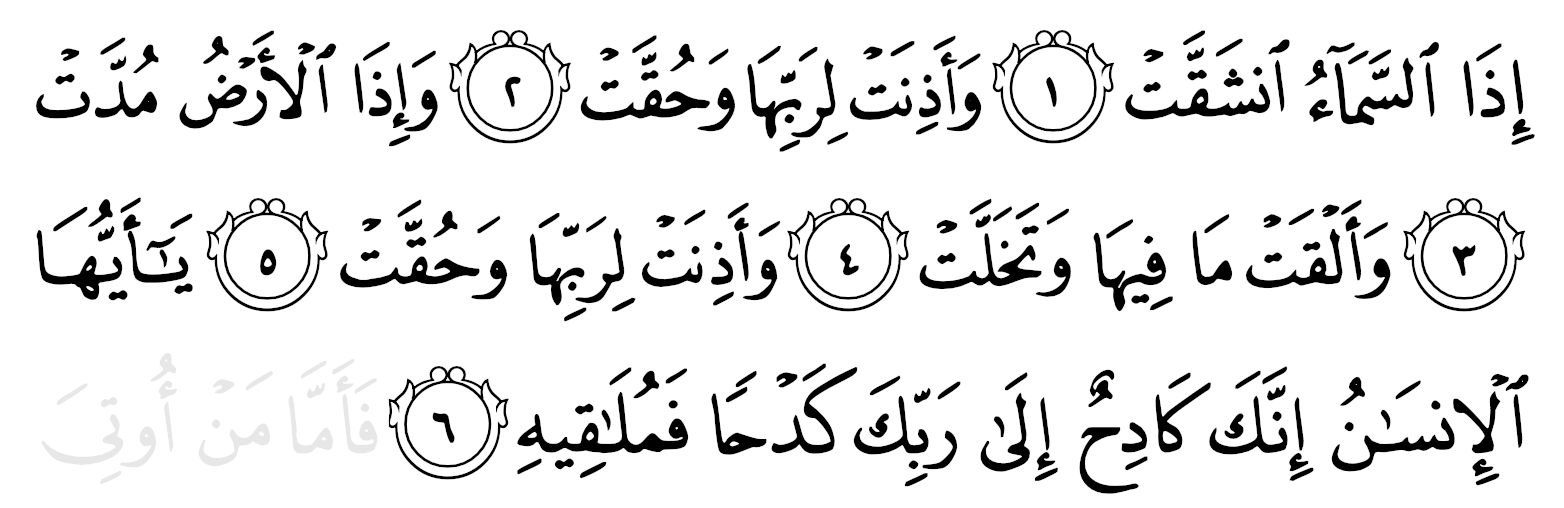 إِذَا ٱلسَّمَآءُ ٱنشَقَّتۡ ١ وَأَذِنَتۡ لِرَبِّهَا وَحُقَّتۡ ٢ وَإِذَا ٱلۡأَرۡضُ مُدَّتۡ
٣ وَأَلۡقَتۡ مَا فِيهَا وَتَخَلَّتۡ ٤ وَأَذِنَتۡ لِرَبِّهَا وَحُقَّتۡ ٥ يَـٰٓأَيُّهَا
ٱلۡإِنسَـٰنُ إِنَّكَ كَادِحٌ إِلَىٰ رَبِّكَ كَدۡحࣰا فَمُلَـٰقِيهِ ٦ فَأَمَّا مَنۡ أُوتِیَ